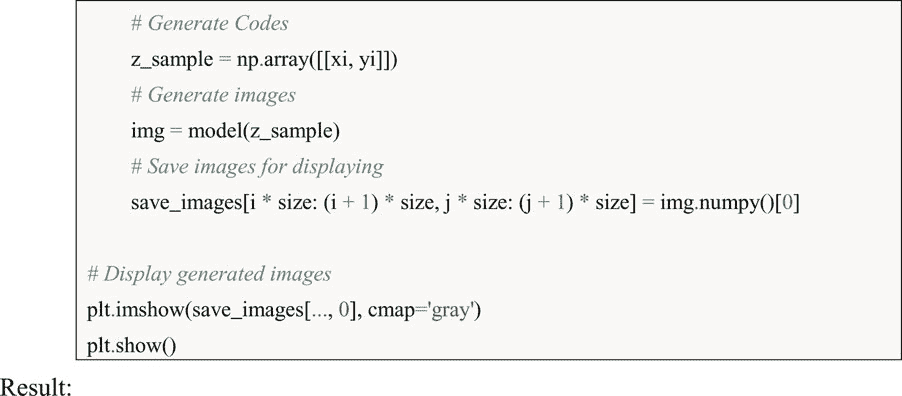 # Generate Codes
z_sample = np.array([[xi, yi]])
# Generate images
img = model(z_sample)
# Save images for displaying
save_images[i * size: (i + 1) * size, j * size: (j + 1) * size] = img.numpy()[0]
# Display generated images
plt.imshow(save_images[..., 0], cmap='gray')
plt.show()
Result: